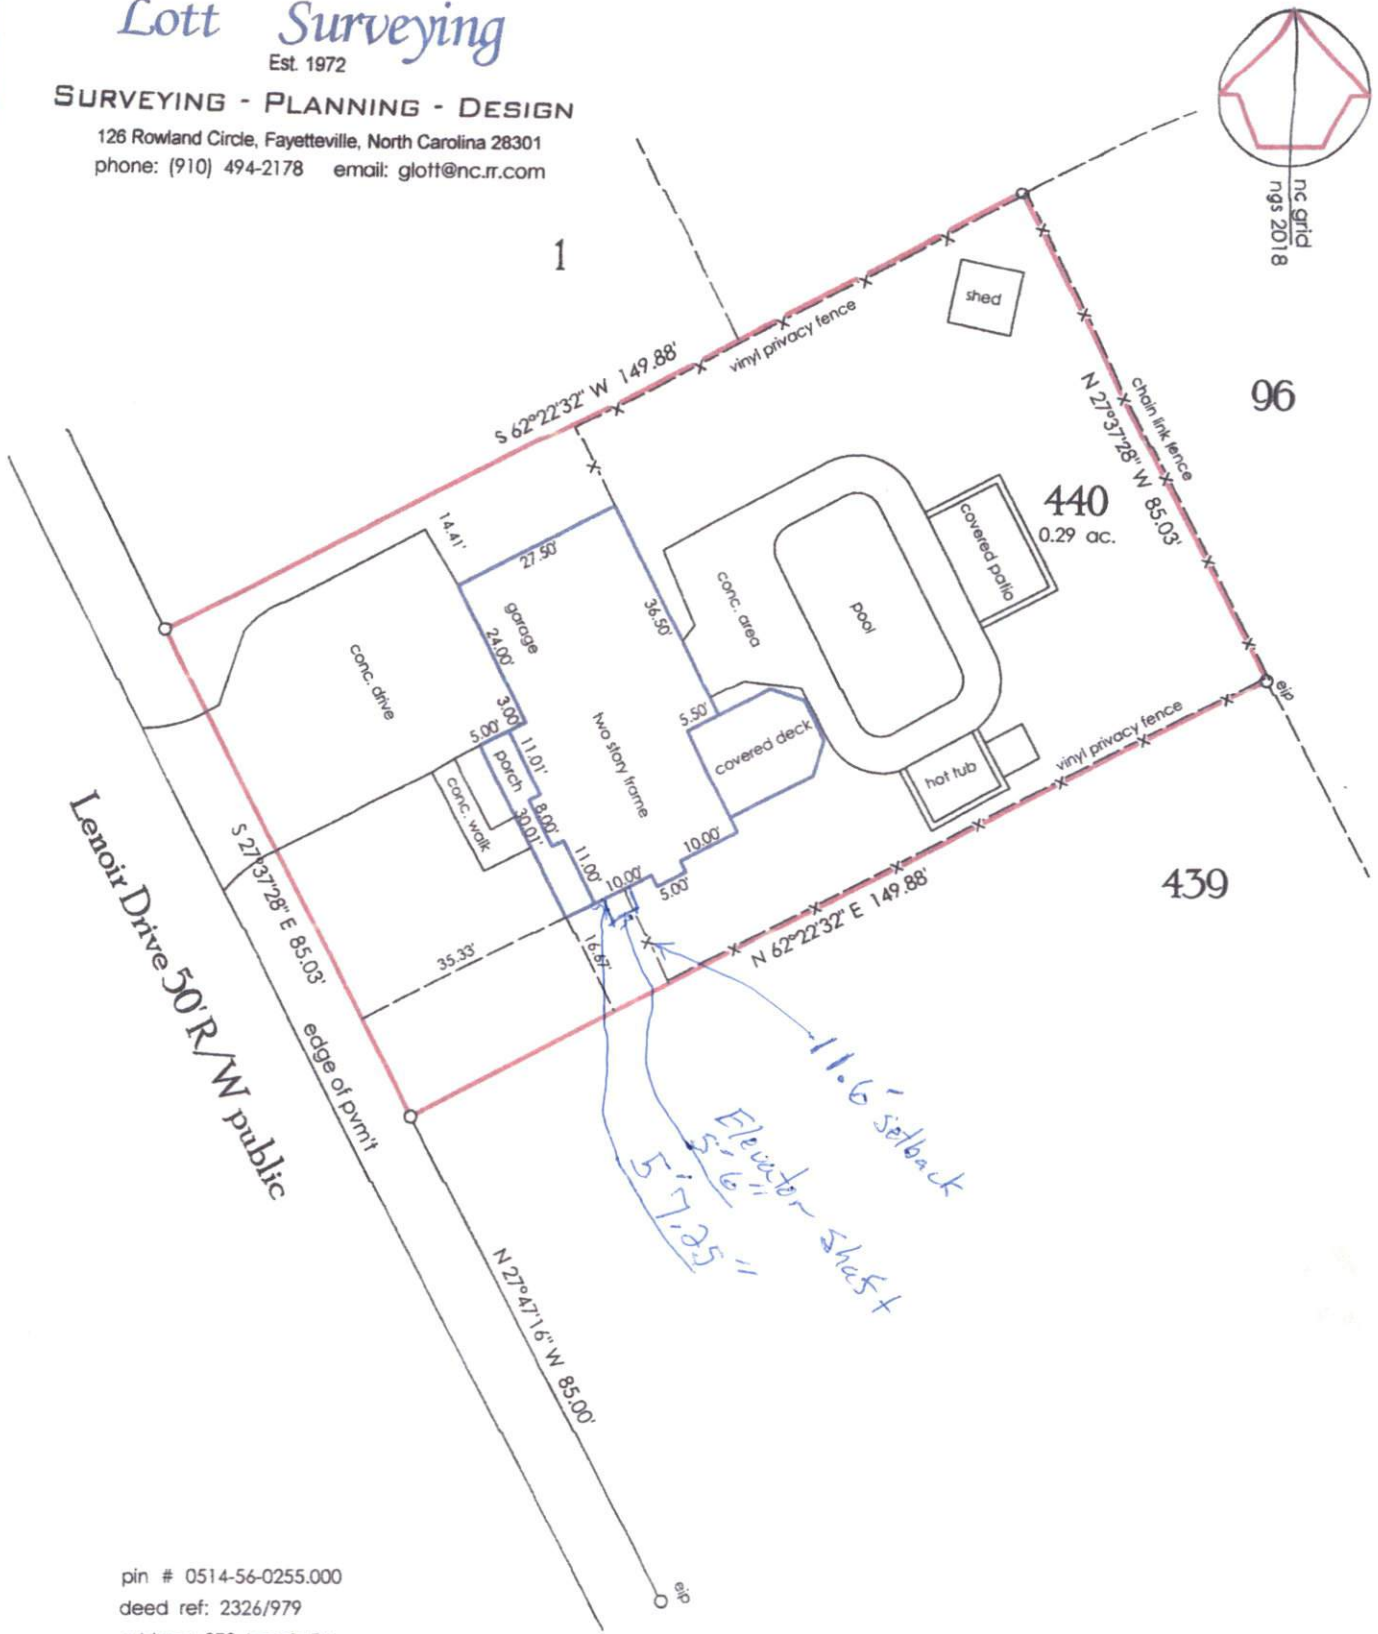 Lott Surveying
Est. 1972
SURVEYING - PLANNING - DESIGN
126 Rowland Circle, Fayetteville, North Carolina 28301
phone: (910) 494-2178 email: glott@nc.rr.com
nc grid
ngs 2018
1
S 62°22'32" W 149.88'
vinyl privacy fence
shed
chain link fence
N 27°37'28" W 85.03'
96
440
0.29 ac.
covered patio
conc. area
pool
14.41'
27.50'
garage
24.00'
36.50'
conc. drive
3.00'
5.00'
porch
11.01'
two story frame
5.50'
covered deck
hot tub
vinyl privacy fence
eip
conc. walk
8.00'
30.01'
11.00'
10.00'
10.00'
5.00'
439
N 62°22'32" E 149.88'
35.33'
16.67'
S 27°37'28" E 85.03'
Lenoir Drive 50' R/W public
edge of pvm't
11.6' setback
Elevator Shaft
5'-6"
5' 7.25"
N 27°47'16" W 85.00'
eip
pin # 0514-56-0255.000
deed ref: 2326/979